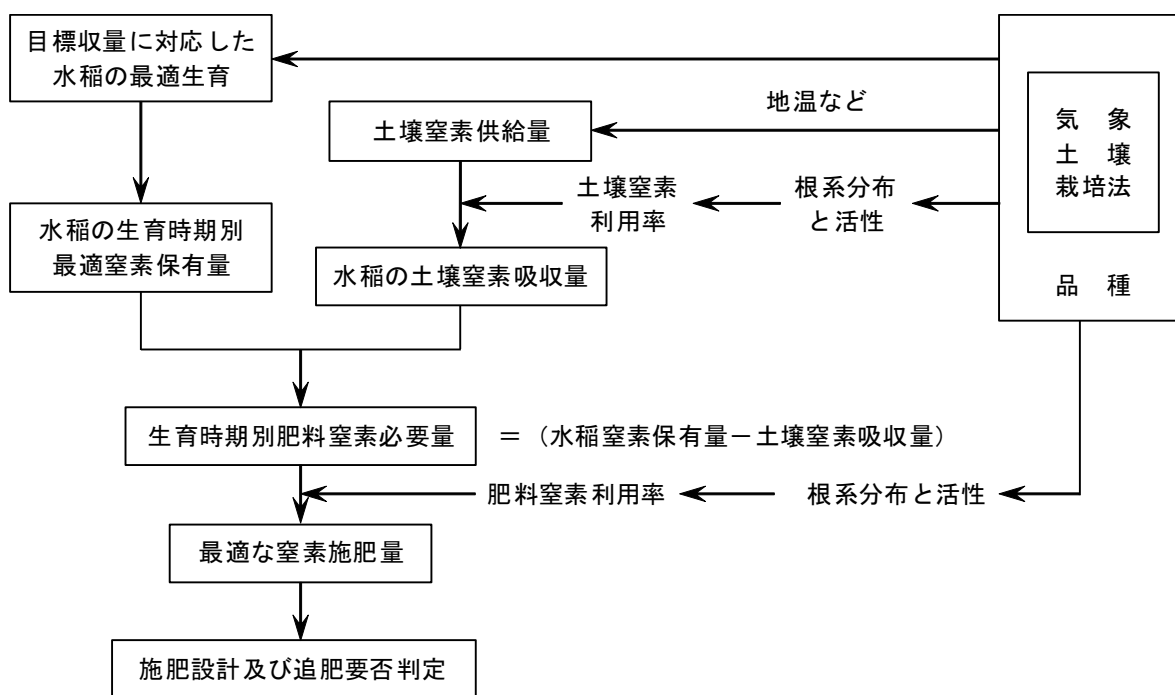 目標収量に対応した
水稲の最適生育
地温など
土壌窒素供給量
気　象
土　壌
栽培法
品　種
土壌窒素
利用率
根系分布
と活性
水稲の生育時期別
最適窒素保有量
水稲の土壌窒素吸収量
生育時期別肥料窒素必要量 ＝（水稲窒素保有量－土壌窒素吸収量）
肥料窒素利用率
根系分布と活性
最適な窒素施肥量
施肥設計及び追肥要否判定